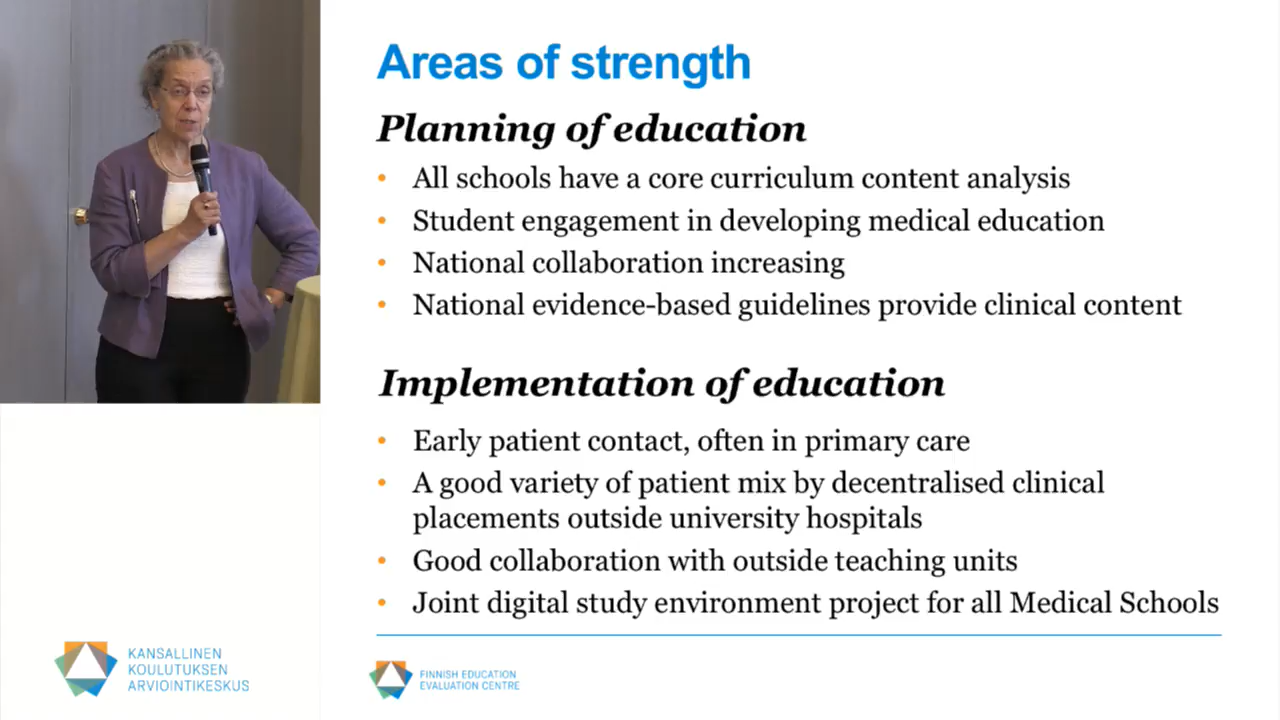 Areas of strength
Planning of education
• All schools have a core curriculum content analysis
• Student engagement in developing medical education
• National collaboration increasing
• National evidence-based guidelines provide clinical content
Implementation of education
• Early patient contact, often in primary care
• A good variety of patient mix by decentralised clinical
placements outside university hospitals
• Good collaboration with outside teaching units
• Joint digital study environment project for all Medical Schools
KANSALLINEN
KOULUTUKSEN
ARVIOINTIKESKUS
FINNISH EDUCATION
EVALUATION CENTRE